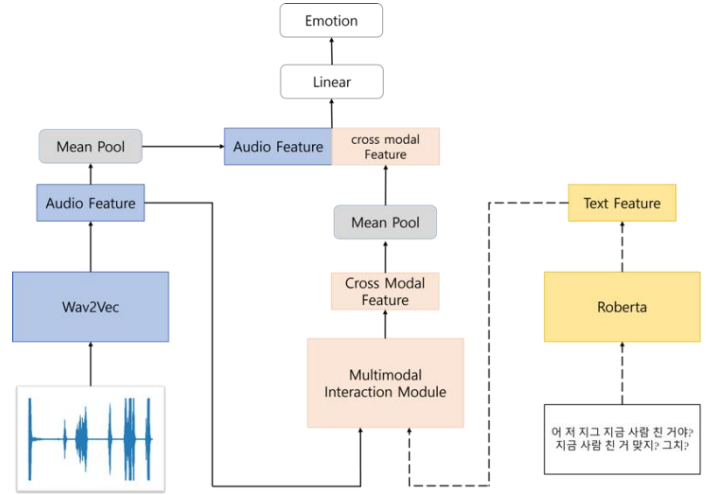 Emotion
Linear
Mean Pool
Audio Feature
cross modal
Feature
Audio Feature
Mean Pool
Text Feature
Wav2Vec
Cross Modal
Feature
Roberta
Multimodal
Interaction Module
어 저 지그 지금 사람 친 거야?
지금 사람 친 거 맞지? 그치?